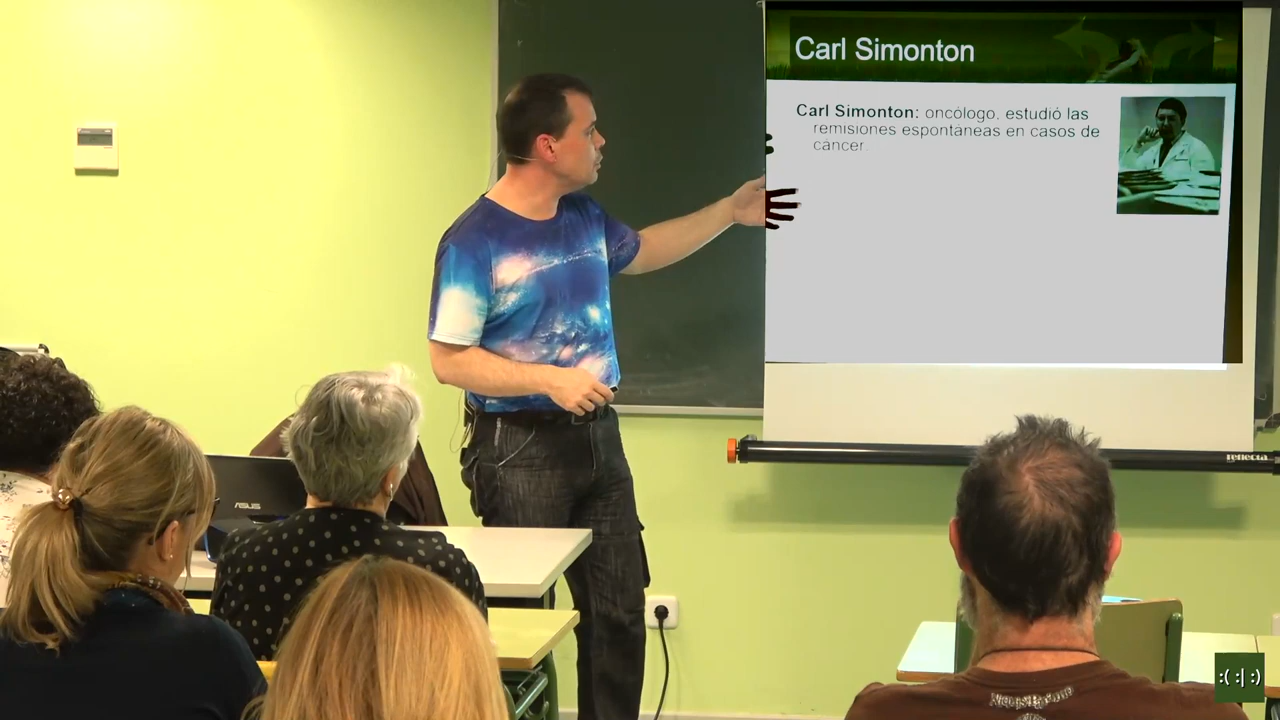 Carl Simonton
Carl Simonton: oncólogo, estudió las
remisiones espontáneas en casos de
cáncer.
ASUS
reflecta
:( :| :)